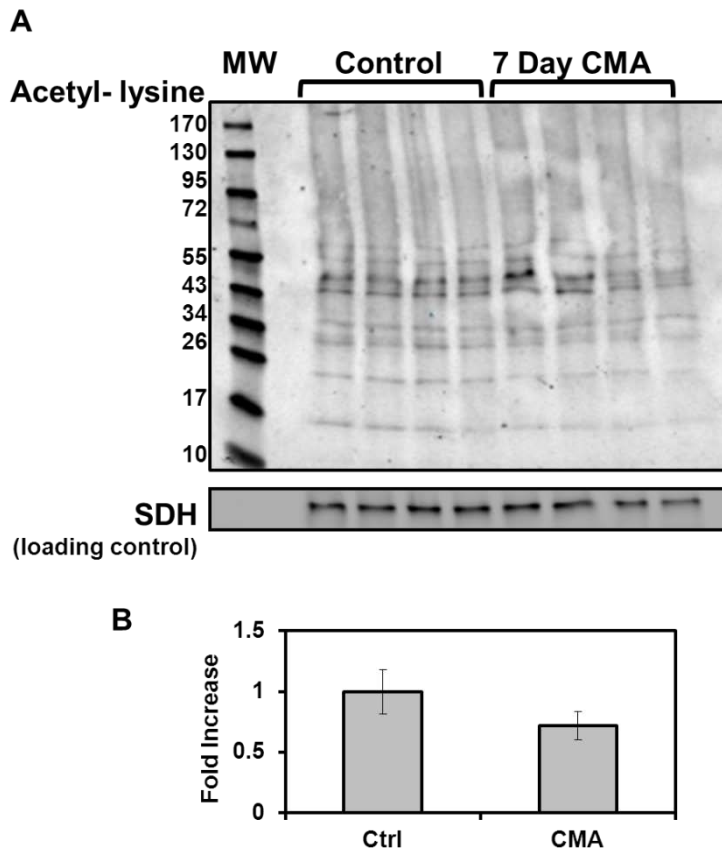 A
MW Control 7 Day CMA
Acetyl- lysine
170
130
95
72
55
43
34
26
17
10
SDH
(loading control)
B
Fold Increase
1.5
1
0.5
0
Ctrl CMA